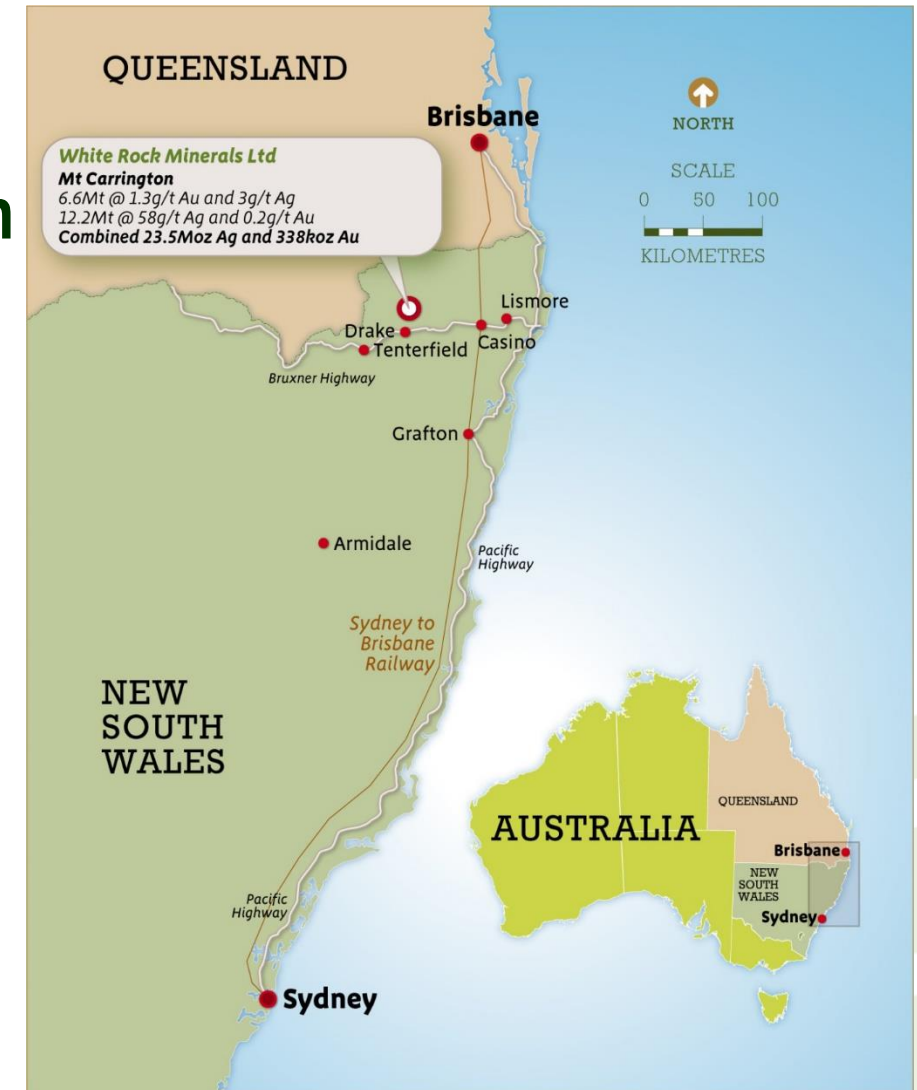 n
QUEENSLAND
Brisbane
NORTH
SCALE
0 50 100
KILOMETRES
White Rock Minerals Ltd
Mt Carrington
6.6Mt @ 1.3g/t Au and 3g/t Ag
12.2Mt @ 58g/t Ag and 0.2g/t Au
Combined 23.5Moz Ag and 338koz Au
Lismore
Drake
Casino
Tenterfield
Bruxner Highway
Grafton
Armidale
Pacific
Highway
Sydney to
Brisbane
Railway
NEW
SOUTH
WALES
Pacific
Highway
Sydney
AUSTRALIA
QUEENSLAND
Brisbane
NEW
SOUTH
WALES
Sydney